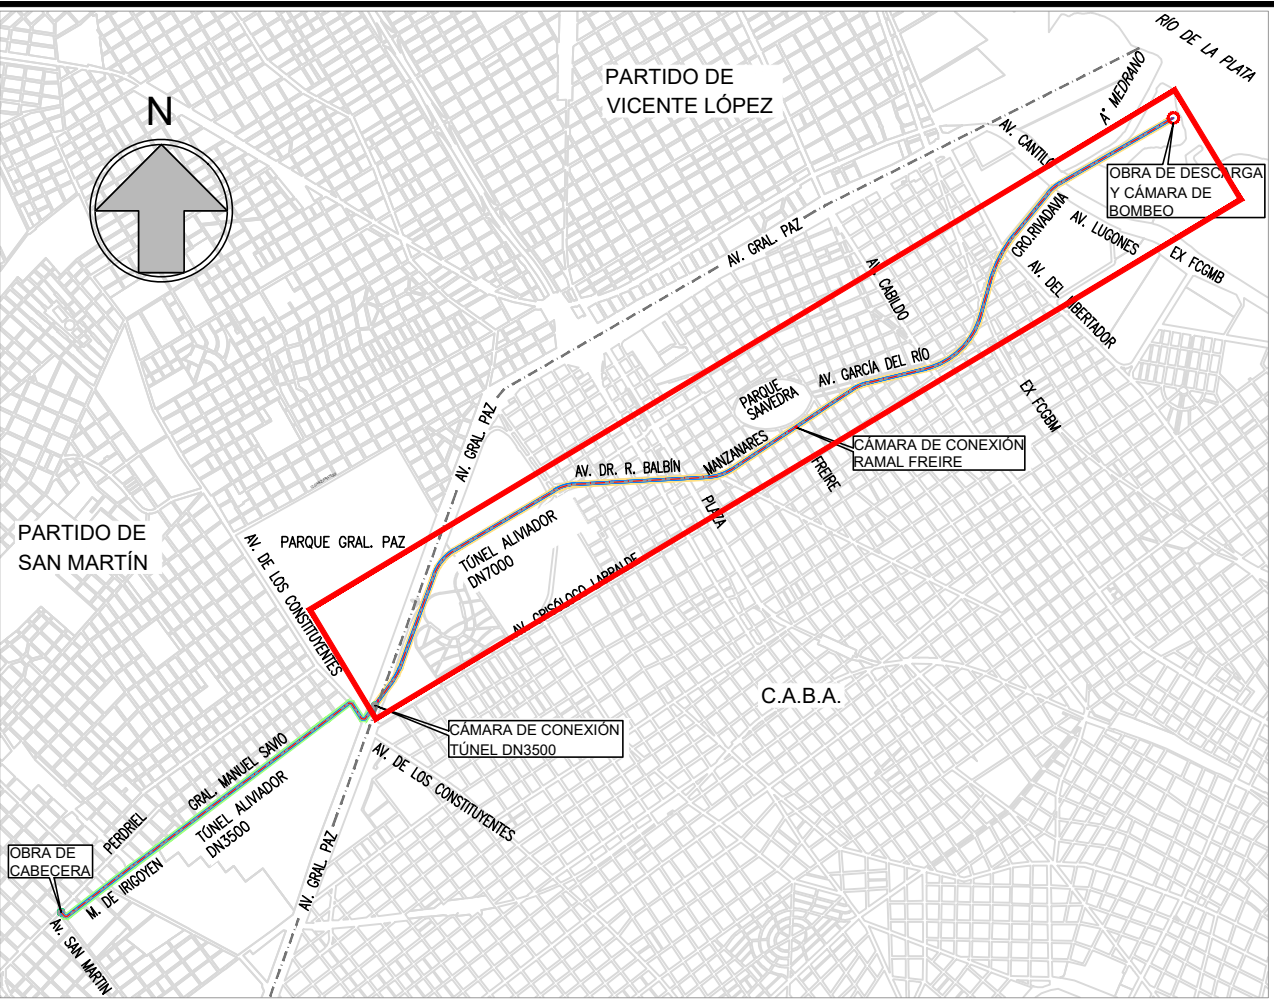 RÍO DE LA PLATA
PARTIDO DE
VICENTE LÓPEZ
A° MEDRANO
N
AV. CANTILO
OBRA DE DESCARGA
Y CÁMARA DE
BOMBEO
CRO.RIVADAVIA
AV. LUGONES
EX FCGMB
AV. GRAL. PAZ
AV. CABILDO
AV. DEL LIBERTADOR
AV. GARCÍA DEL RÍO
PARQUE
SAAVEDRA
EX FCGBM
AV. GRAL. PAZ
MANZANARES
CÁMARA DE CONEXIÓN
RAMAL FREIRE
AV. DR. R. BALBÍN
FREIRE
PLAZA
PARTIDO DE
SAN MARTÍN
PARQUE GRAL. PAZ
TÚNEL ALIVIADOR
DN7000
AV. DE LOS CONSTITUYENTES
AV. CRISÓLOGO LARRALDE
C.A.B.A.
CÁMARA DE CONEXIÓN
TÚNEL DN3500
GRAL. MANUEL SAVIO
AV. DE LOS CONSTITUYENTES
TÚNEL ALIVIADOR
DN3500
PERDRIEL
OBRA DE
CABECERA
M. DE IRIGOYEN
AV. GRAL. PAZ
Av. SAN MARTIN